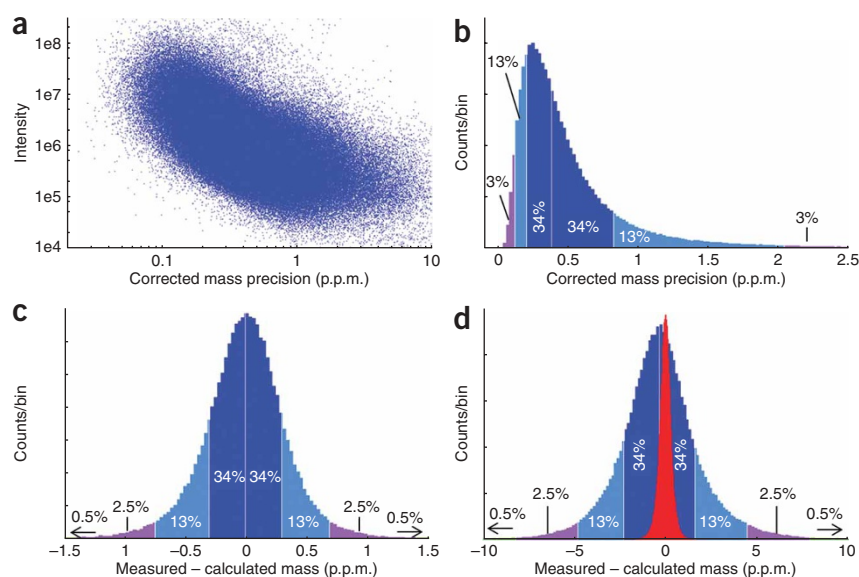 a
1e8
1e7
1e6
1e5
1e4
Intensity
0.1 1 10
Corrected mass precision (p.p.m.)
b
Counts/bin
13%
3%
34%
34%
13%
3%
0 0.5 1 1.5 2 2.5
Corrected mass precision (p.p.m.)
c
Counts/bin
34% 34%
13% 13%
0.5% 2.5% 2.5% 0.5%
–1.5 1 –0.5 0 0.5 1 1.5
Measured – calculated mass (p.p.m.)
d
Counts/bin
34% 34%
13% 13%
0.5% 2.5% 2.5% 0.5%
–10 –5 0 5 10
Measured – calculated mass (p.p.m.)